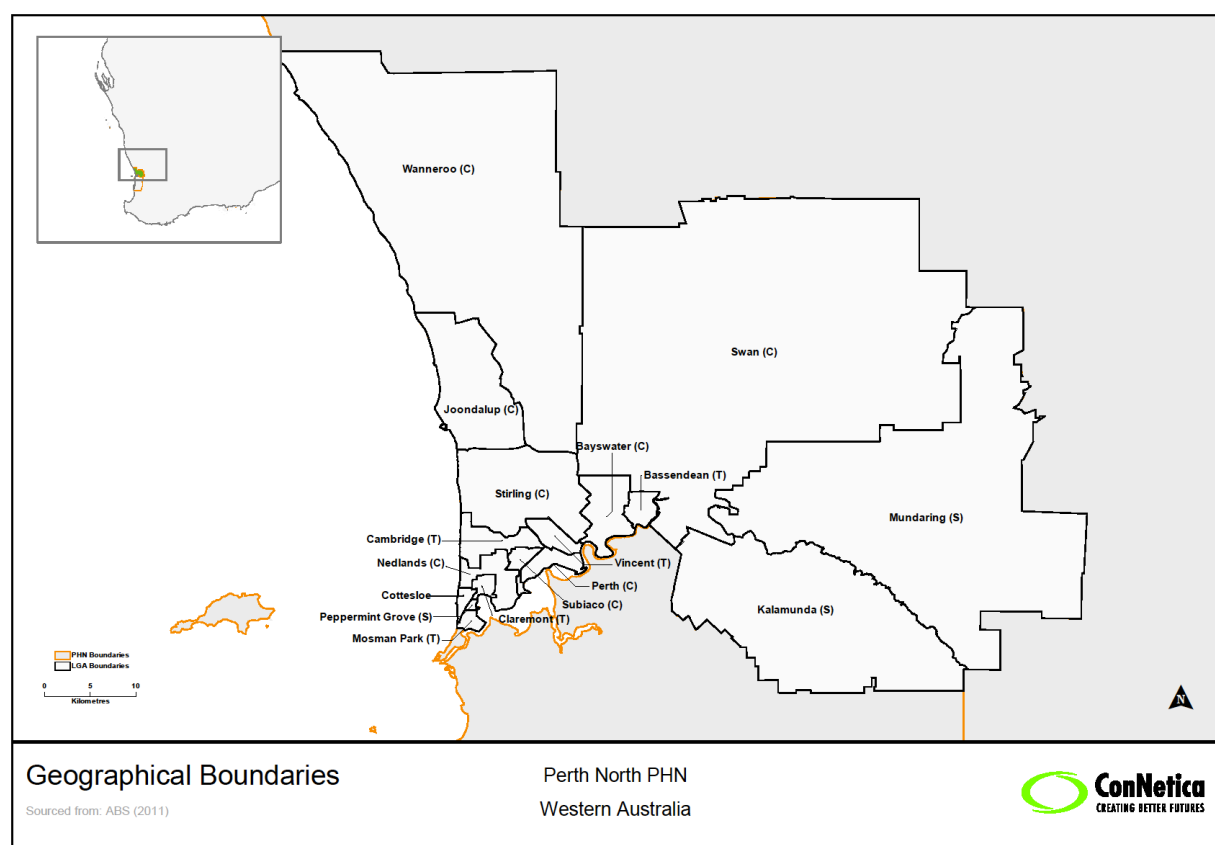 Wanneroo (C)
Swan (C)
Joondalup (C)
Bayswater (C)
Bassendean (T)
Stirling (C)
Mundaring (S)
Cambridge (T)
Vincent (T)
Nedlands (C)
Perth (C)
Cottesloe
Subiaco (C)
Kalamunda (S)
Peppermint Grove (S)
Claremont (T)
Mosman Park (T)
PHN Boundaries
LGA Boundaries
0 5 10
Kilometres
N
Geographical Boundaries
Sourced from: ABS (2011)
Perth North PHN
Western Australia
ConNetica
CREATING BETTER FUTURES